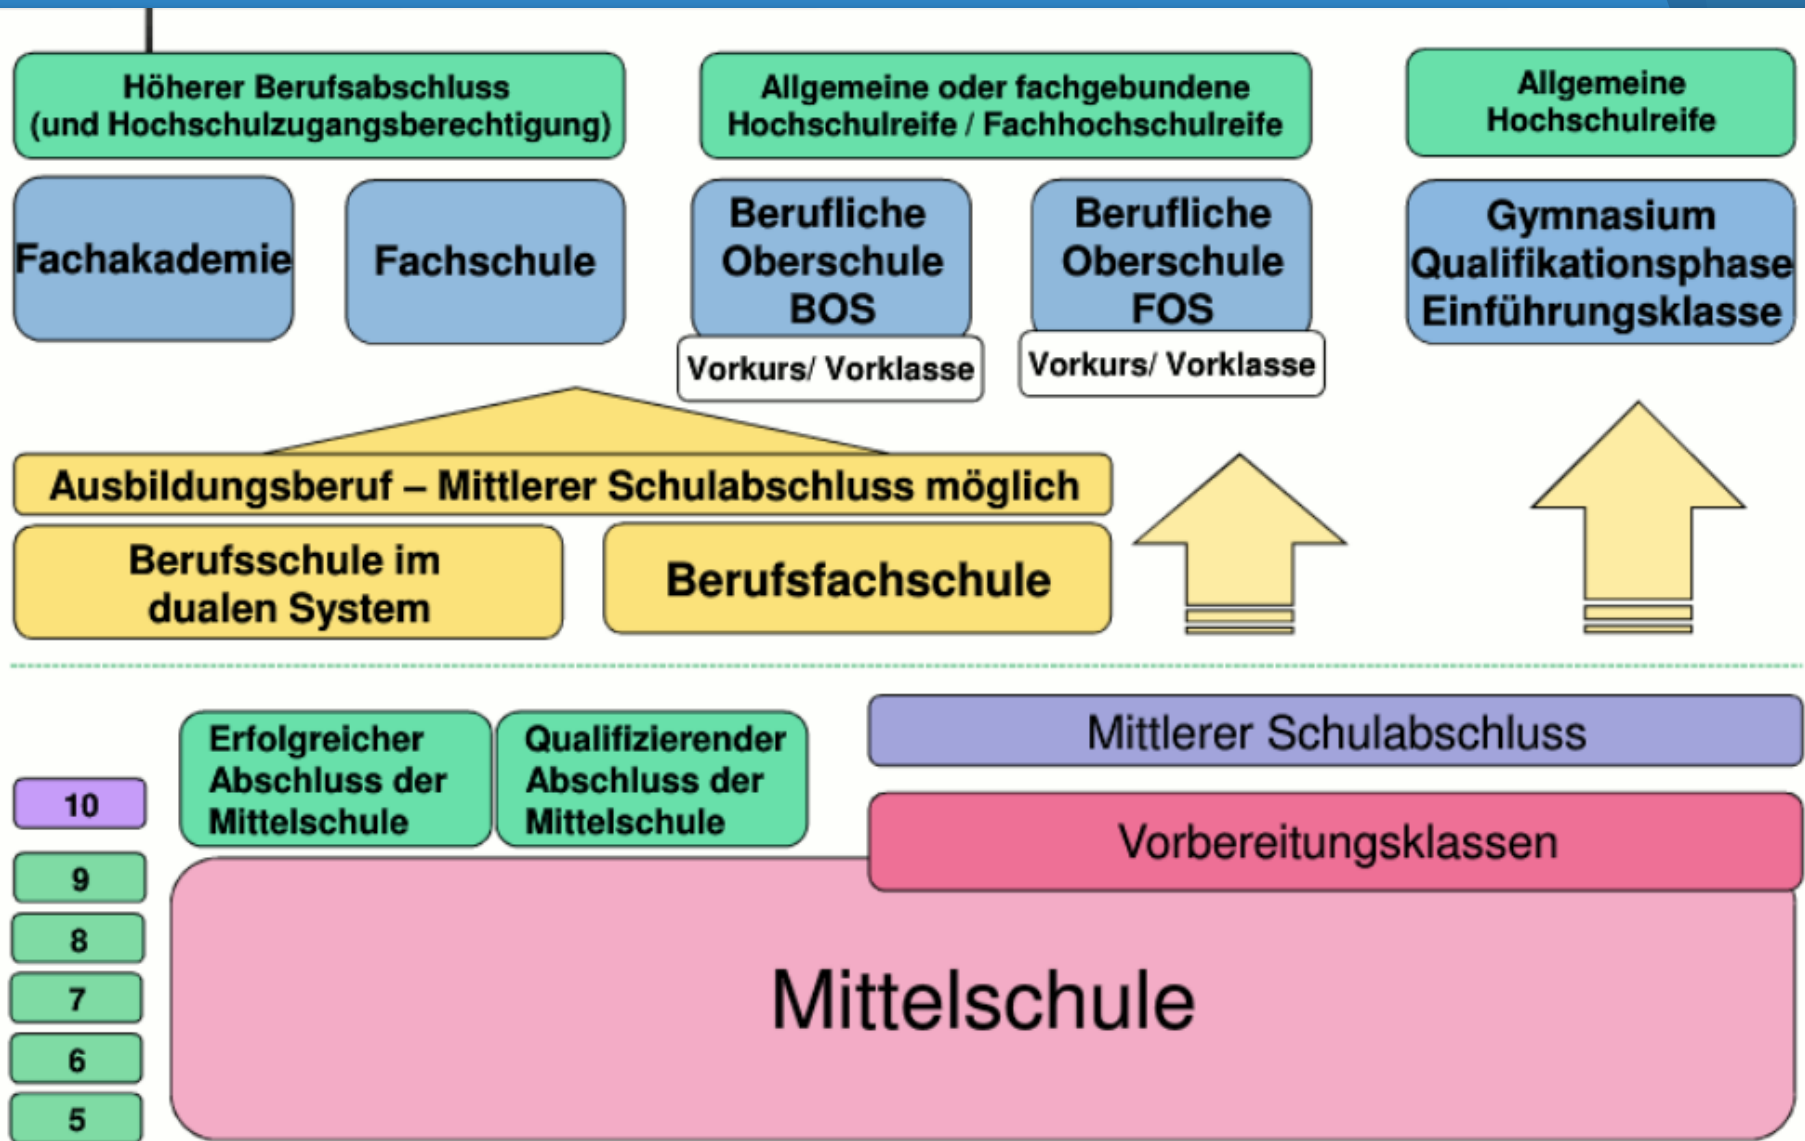 Höherer Berufsabschluss
(und Hochschulzugangsberechtigung)
Allgemeine oder fachgebundene
Hochschulreife / Fachhochschulreife
Allgemeine
Hochschulreife
Fachakademie
Fachschule
Berufliche
Oberschule
BOS
Vorkurs/ Vorklasse
Berufliche
Oberschule
FOS
Vorkurs/ Vorklasse
Gymnasium
Qualifikationsphase
Einführungsklasse
Ausbildungsberuf – Mittlerer Schulabschluss möglich
Berufsschule im
dualen System
Berufsfachschule
Erfolgreicher
Abschluss der
Mittelschule
Qualifizierender
Abschluss der
Mittelschule
Mittlerer Schulabschluss
Vorbereitungsklassen
10
9
8
7
6
5
Mittelschule